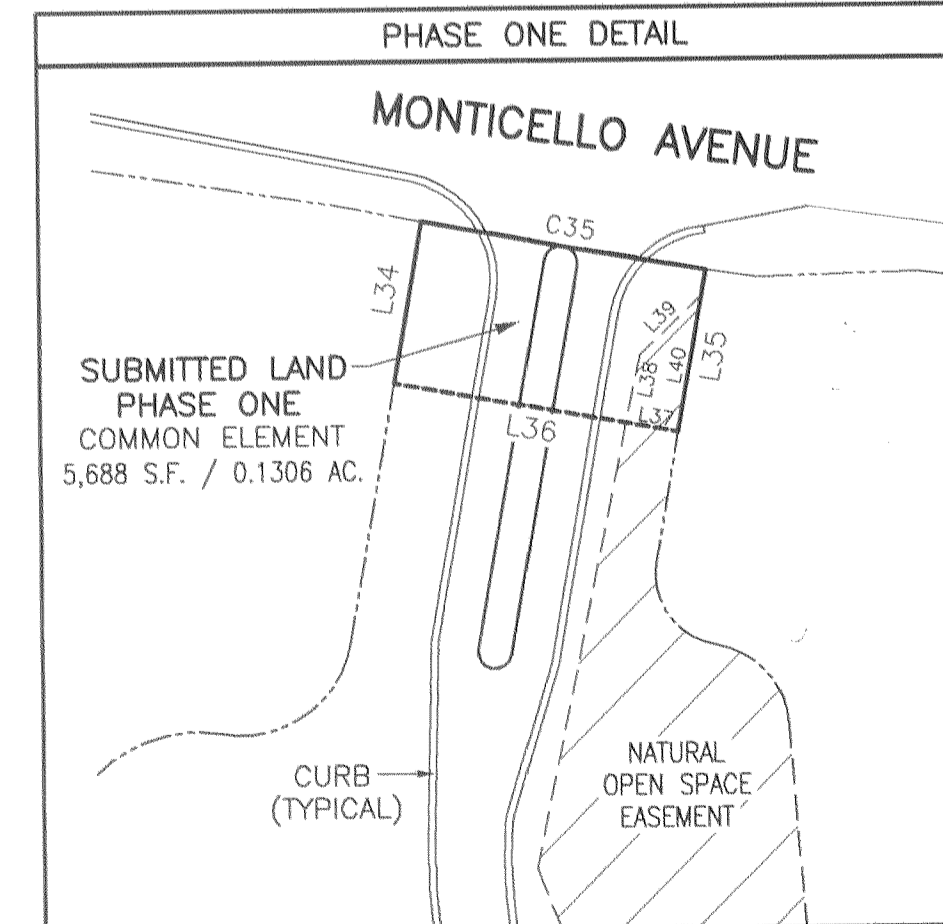 PHASE ONE DETAIL
MONTICELLO AVENUE
C35
L34
L39
L35
L38
L40
L37
L36
SUBMITTED LAND
PHASE ONE
COMMON ELEMENT
5,688 S.F. / 0.1306 AC.
NATURAL
OPEN SPACE
EASEMENT
CURB
(TYPICAL)